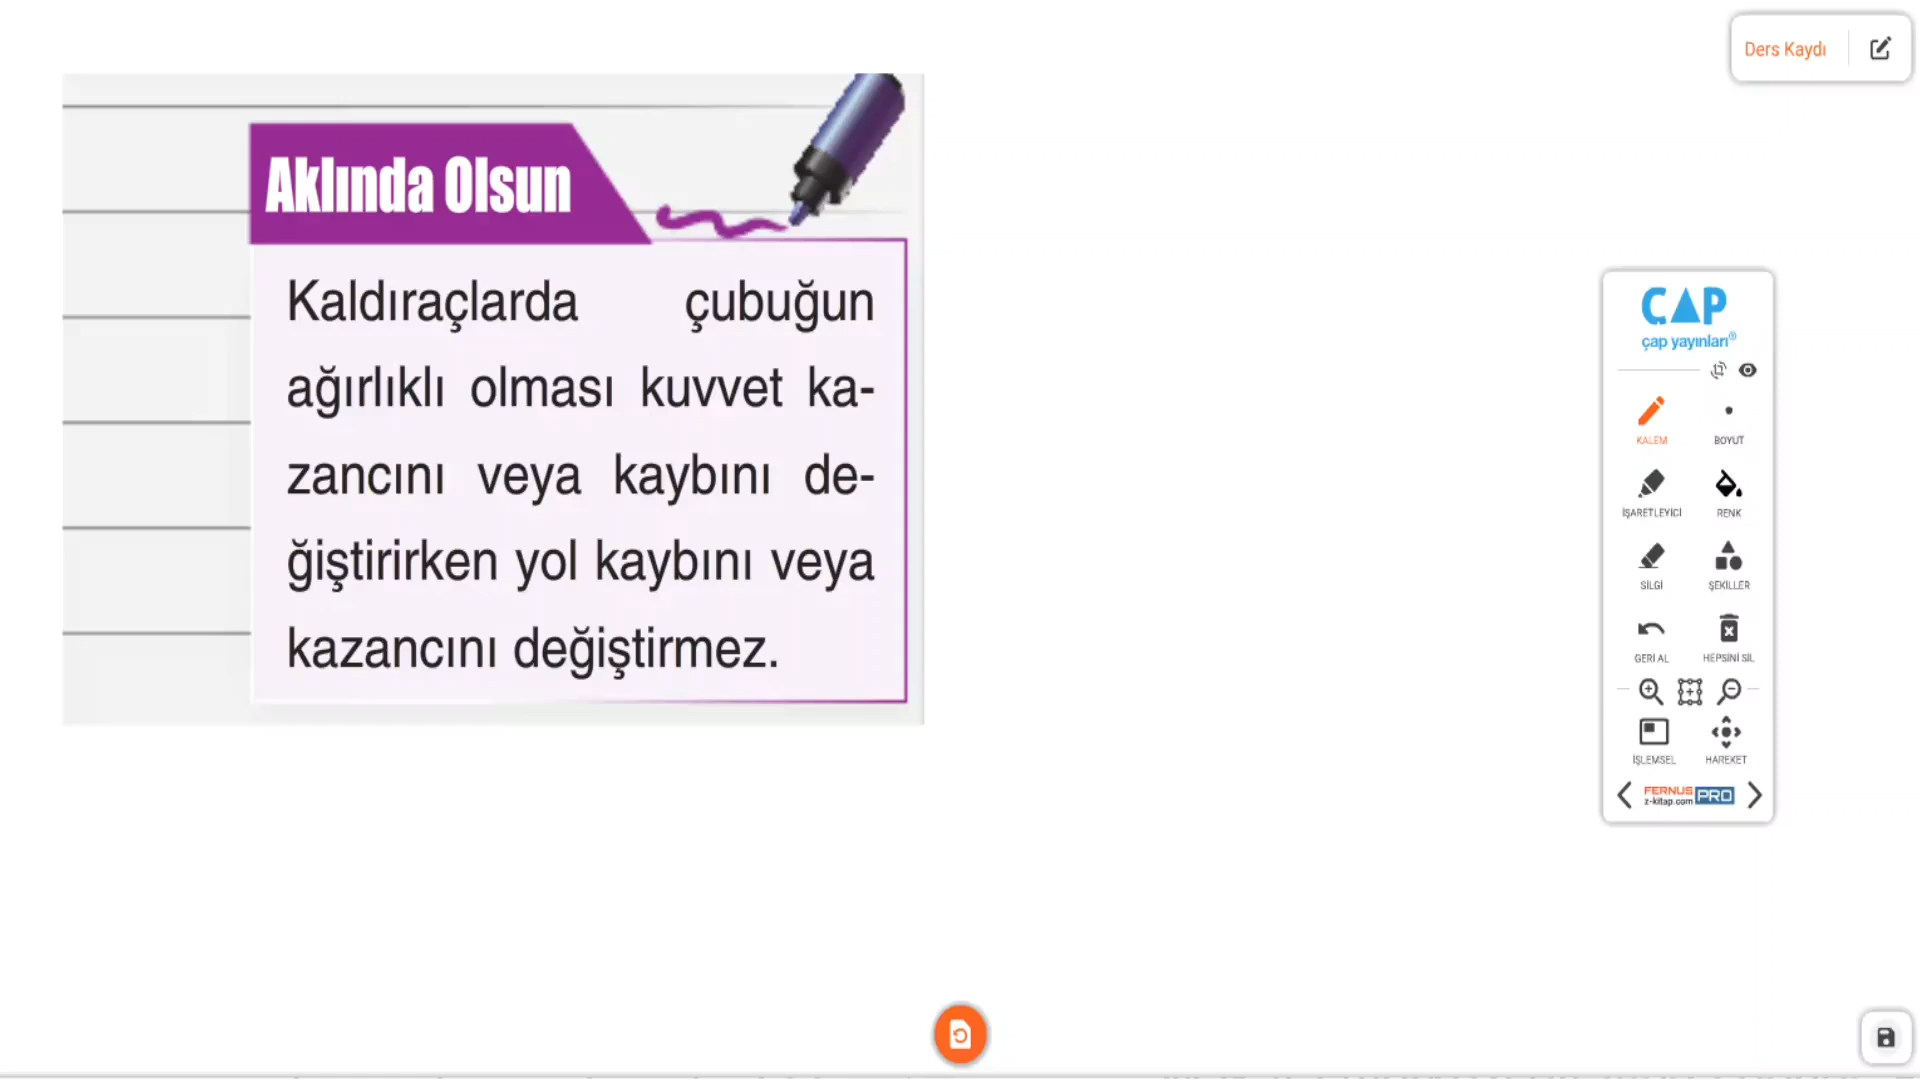 Ders Kaydı
Aklında Olsun
Kaldıraçlarda çubuğun
ağırlıklı olması kuvvet ka-
zancını veya kaybını de-
ğiştirirken yol kaybını veya
kazancını değiştirmez.
ÇAP
çap yayınları®
KALEM
BOYUT
İŞARETLEYİCİ
RENK
SİLGİ
ŞEKİLLER
GERİ AL
HEPSİNİ SİL
İŞLEMSEL
HAREKET
FERNUS
z-kitap.com
PRO